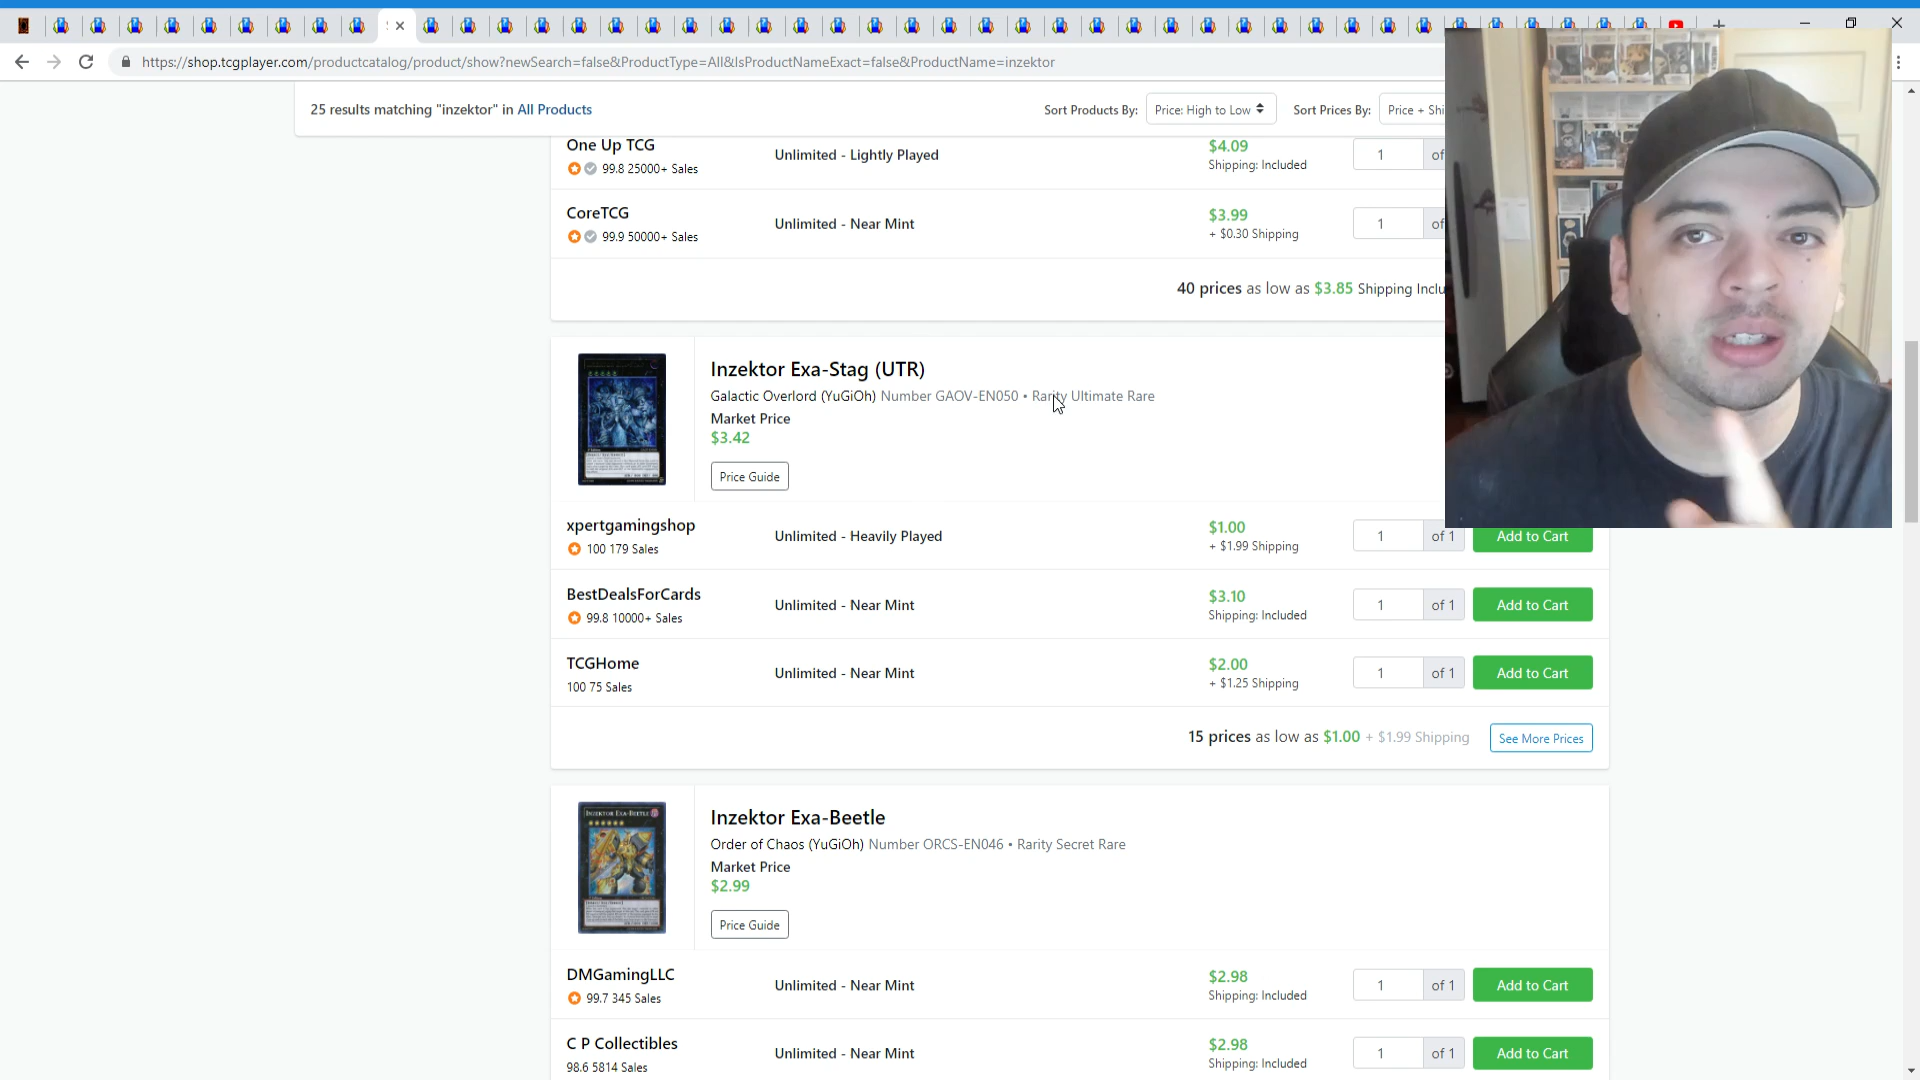 https://shop.tcgplayer.com/productcatalog/product/show?newSearch=false&ProductType=All&IsProductNameExact=false&ProductName=inzektor
25 results matching "inzektor" in All Products
Sort Products By: Price: High to Low
Sort Prices By: Price + Shi
One Up TCG
99.8 25000+ Sales
Unlimited - Lightly Played
$4.09
Shipping: Included
1 of
CoreTCG
99.9 50000+ Sales
Unlimited - Near Mint
$3.99
+ $0.30 Shipping
1 of
40 prices as low as $3.85 Shipping Inclu
Inzektor Exa-Stag (UTR)
Galactic Overlord (YuGiOh) Number GAOV-EN050 • Rarity Ultimate Rare
Market Price
$3.42
Price Guide
xpertgamingshop
100 179 Sales
Unlimited - Heavily Played
$1.00
+ $1.99 Shipping
1 of 1 Add to Cart
BestDealsForCards
99.8 10000+ Sales
Unlimited - Near Mint
$3.10
Shipping: Included
1 of 1 Add to Cart
TCGHome
100 75 Sales
Unlimited - Near Mint
$2.00
+ $1.25 Shipping
1 of 1 Add to Cart
15 prices as low as $1.00 + $1.99 Shipping See More Prices
INZEKTOR EXA-BEETLE
Inzektor Exa-Beetle
Order of Chaos (YuGiOh) Number ORCS-EN046 • Rarity Secret Rare
Market Price
$2.99
Price Guide
DMGamingLLC
99.7 345 Sales
Unlimited - Near Mint
$2.98
Shipping: Included
1 of 1 Add to Cart
C P Collectibles
98.6 5814 Sales
Unlimited - Near Mint
$2.98
Shipping: Included
1 of 1 Add to Cart